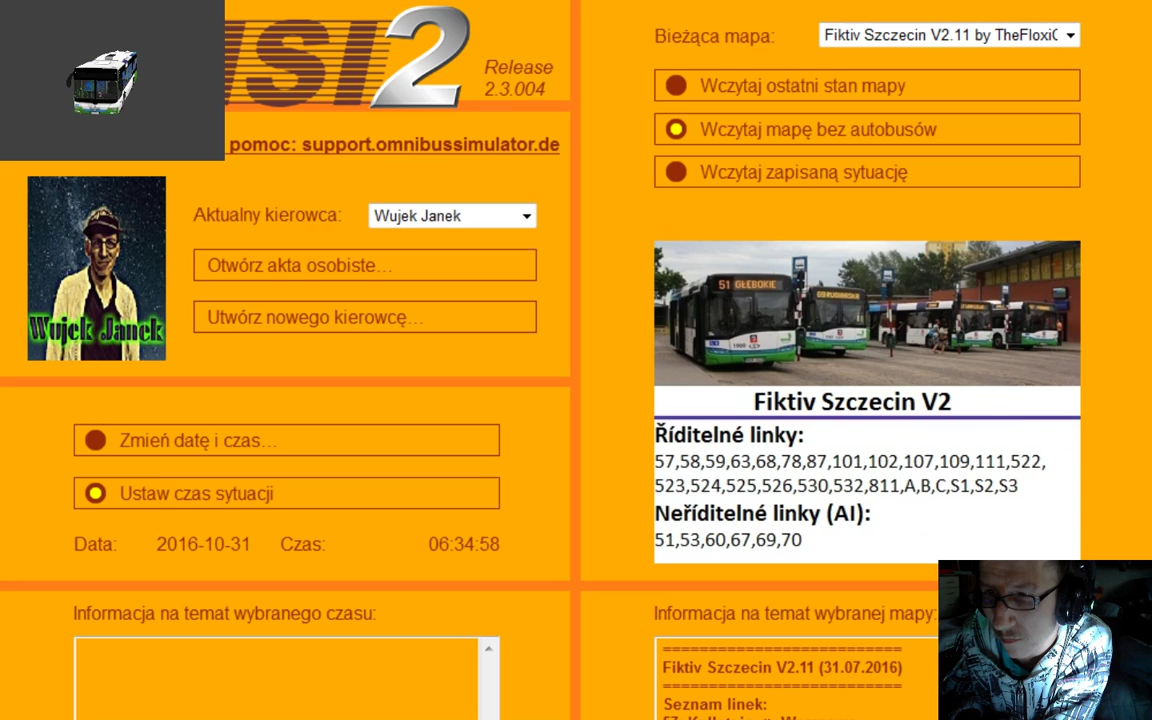 NSI 2
Release
2.3.004
pomoc: support.omnibussimulator.de
Wujek Janek
Aktualny kierowca:
Wujek Janek
Otwórz akta osobiste...
Utwórz nowego kierowcę...
Zmień datę i czas...
Ustaw czas sytuacji
Data: 2016-10-31 Czas: 06:34:58
Informacja na temat wybranego czasu:
Bieżąca mapa:
Fiktiv Szczecin V2.11 by TheFloxi
Wczytaj ostatni stan mapy
Wczytaj mapę bez autobusów
Wczytaj zapisaną sytuację
51 GŁĘBOKIE
Fiktiv Szczecin V2
Říditelné linky:
57,58,59,63,68,78,87,101,102,107,109,111,522,
523,524,525,526,530,532,811,A,B,C,S1,S2,S3
Neříditelné linky (AI):
51,53,60,67,69,70
Informacja na temat wybranej mapy:
==========================
Fiktiv Szczecin V2.11 (31.07.2016)
==========================
Seznam linek: